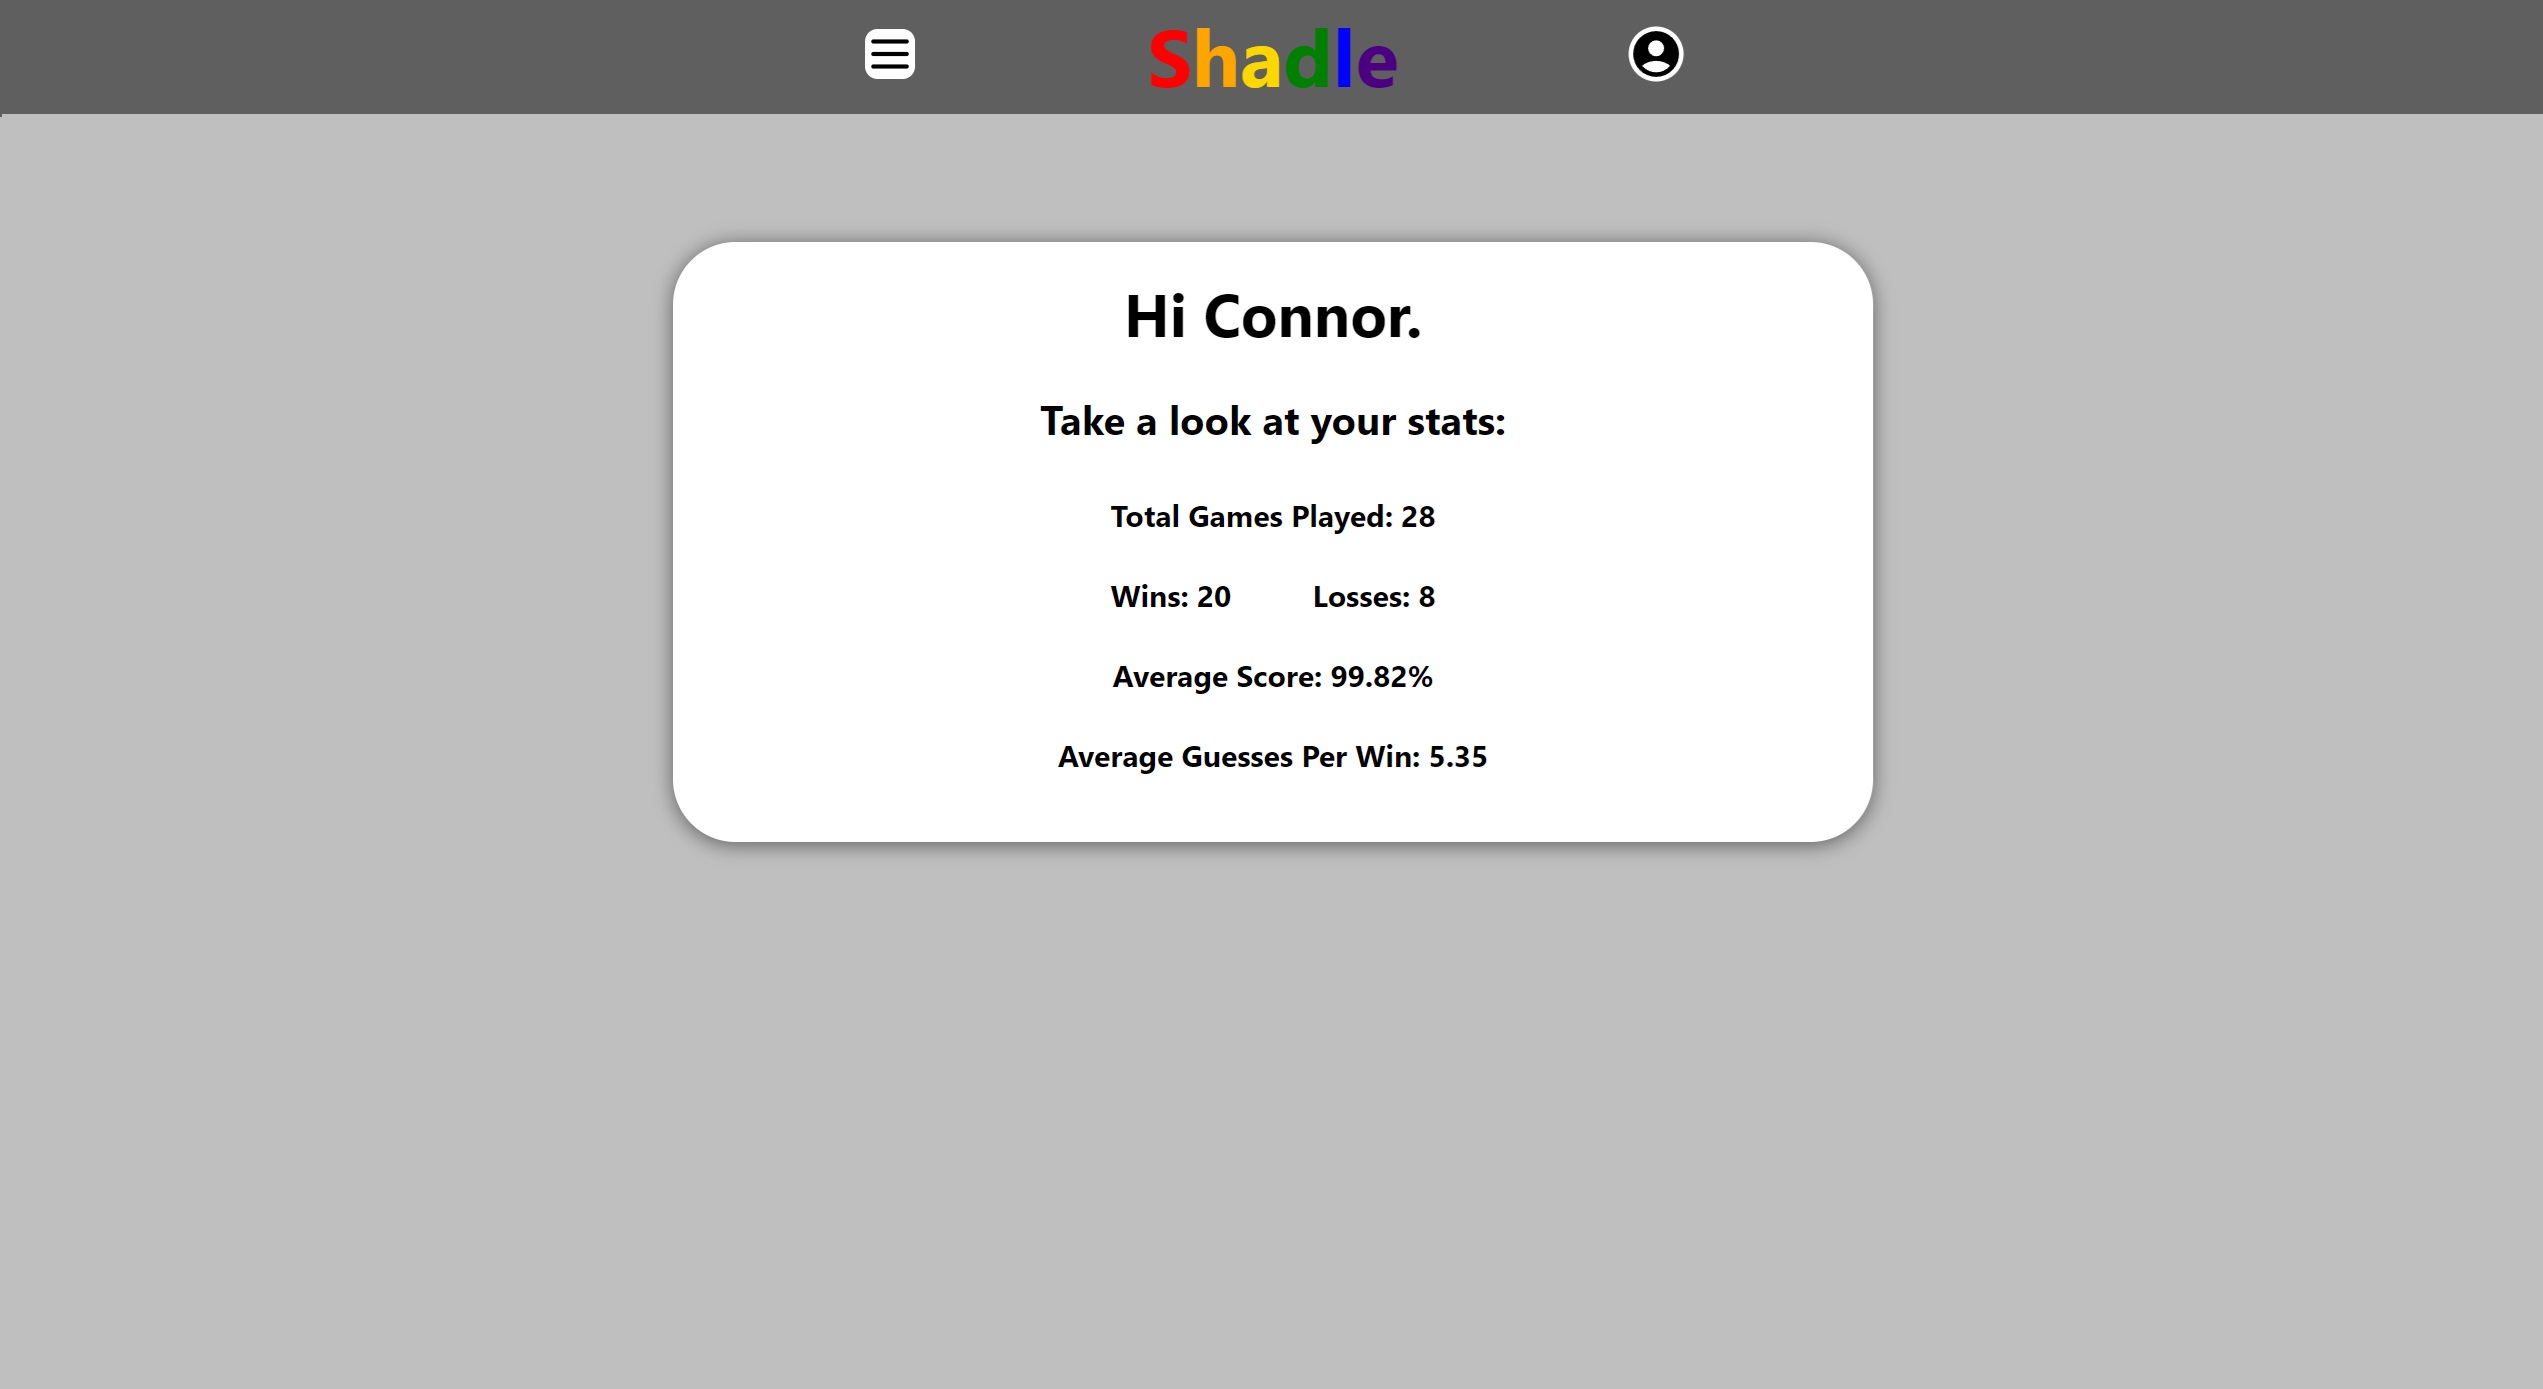 Shadle
Hi Connor.
Take a look at your stats:
Total Games Played: 28
Wins: 20 Losses: 8
Average Score: 99.82%
Average Guesses Per Win: 5.35